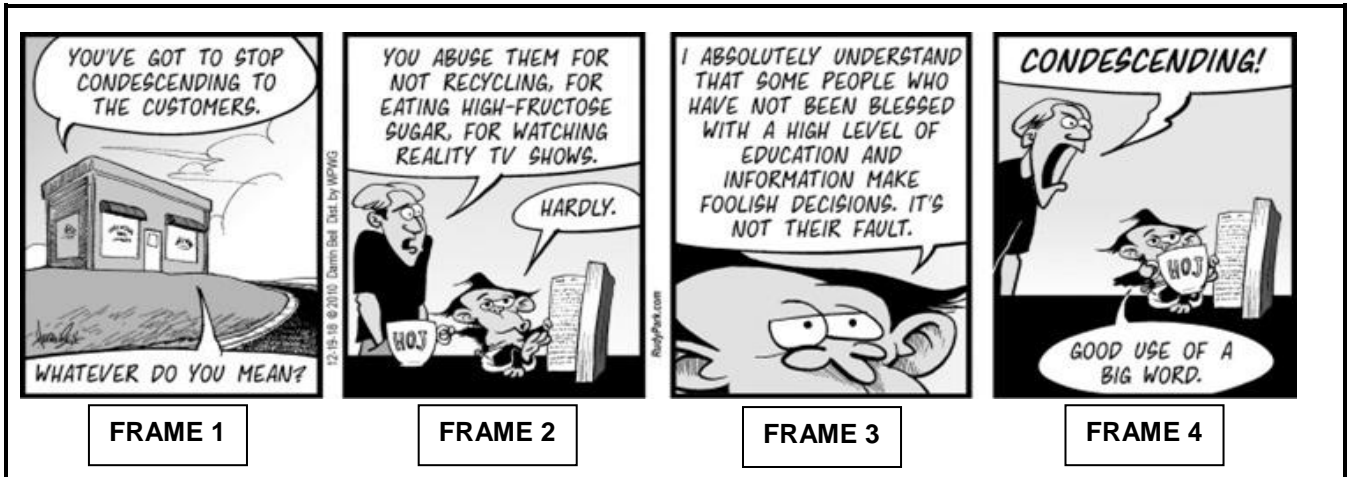 YOU'VE GOT TO STOP
CONDESCENDING TO
THE CUSTOMERS.
WHATEVER DO YOU MEAN?
12-19-18 © 2010 Darrin Bell Dist. by WPWG
YOU ABUSE THEM FOR
NOT RECYCLING, FOR
EATING HIGH-FRUCTOSE
SUGAR, FOR WATCHING
REALITY TV SHOWS.
HARDLY.
HOJ
RudyPark.com
I ABSOLUTELY UNDERSTAND
THAT SOME PEOPLE WHO
HAVE NOT BEEN BLESSED
WITH A HIGH LEVEL OF
EDUCATION AND
INFORMATION MAKE
FOOLISH DECISIONS. IT'S
NOT THEIR FAULT.
CONDESCENDING!
HOJ
GOOD USE OF A
BIG WORD.
FRAME 1
FRAME 2
FRAME 3
FRAME 4